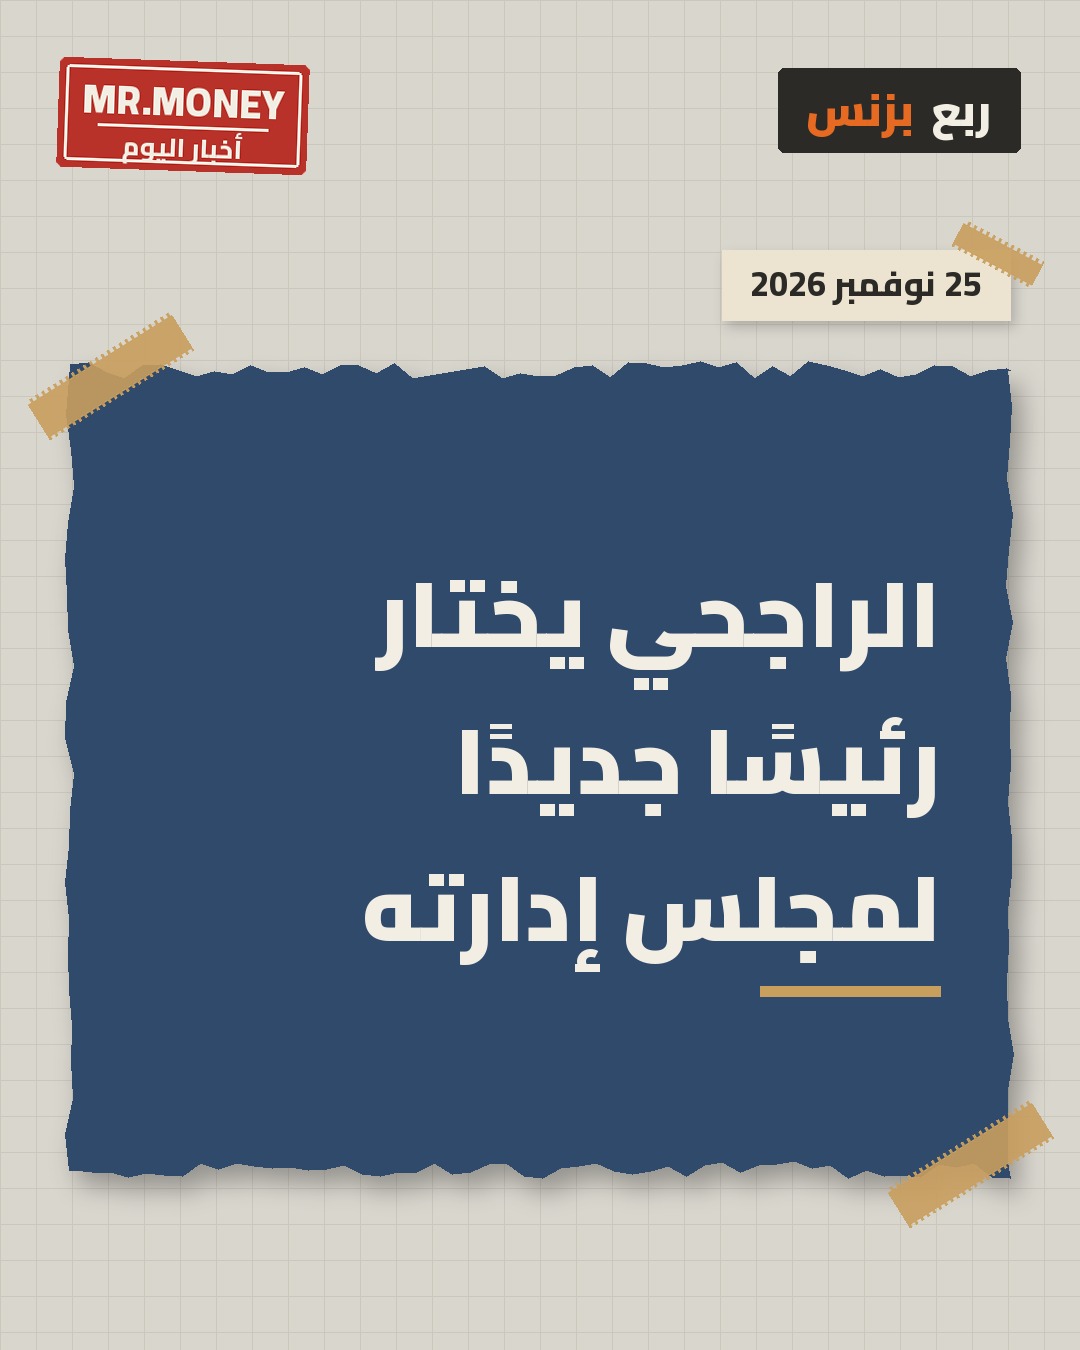 ربع بزنس
MR.MONEY
أخبار اليوم
25 نوفمبر 2026
الراجحي يختار
رئيسًا جديدًا
لمجلس إدارته